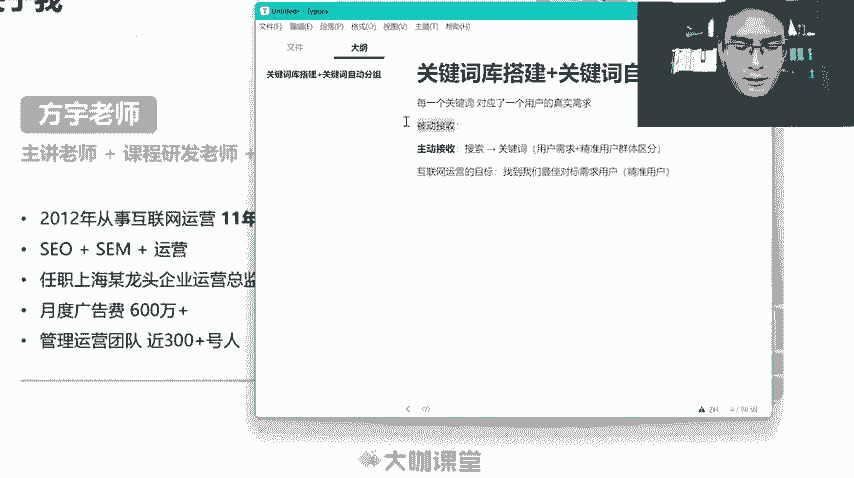 关于我
方宇老师
主讲老师 + 课程研发老师 +
• 2012年从事互联网运营 11年
• SEO + SEM + 运营
• 任职上海某龙头企业运营总监
• 月度广告费 600万+
• 管理运营团队 近300+号人
Untitled• - Typora
文件(F) 编辑(E) 段落(P) 格式(O) 视图(V) 主题(T) 帮助(H)
文件 大纲
关键词库搭建+关键词自动分组
关键词库搭建+关键词自
每一个关键词 对应了一个用户的真实需求
被动接收:
主动接收:搜索 → 关键词(用户需求+精准用户群体区分)
互联网运营的目标:找到我们最佳对标需求用户(精准用户)
大咖课堂